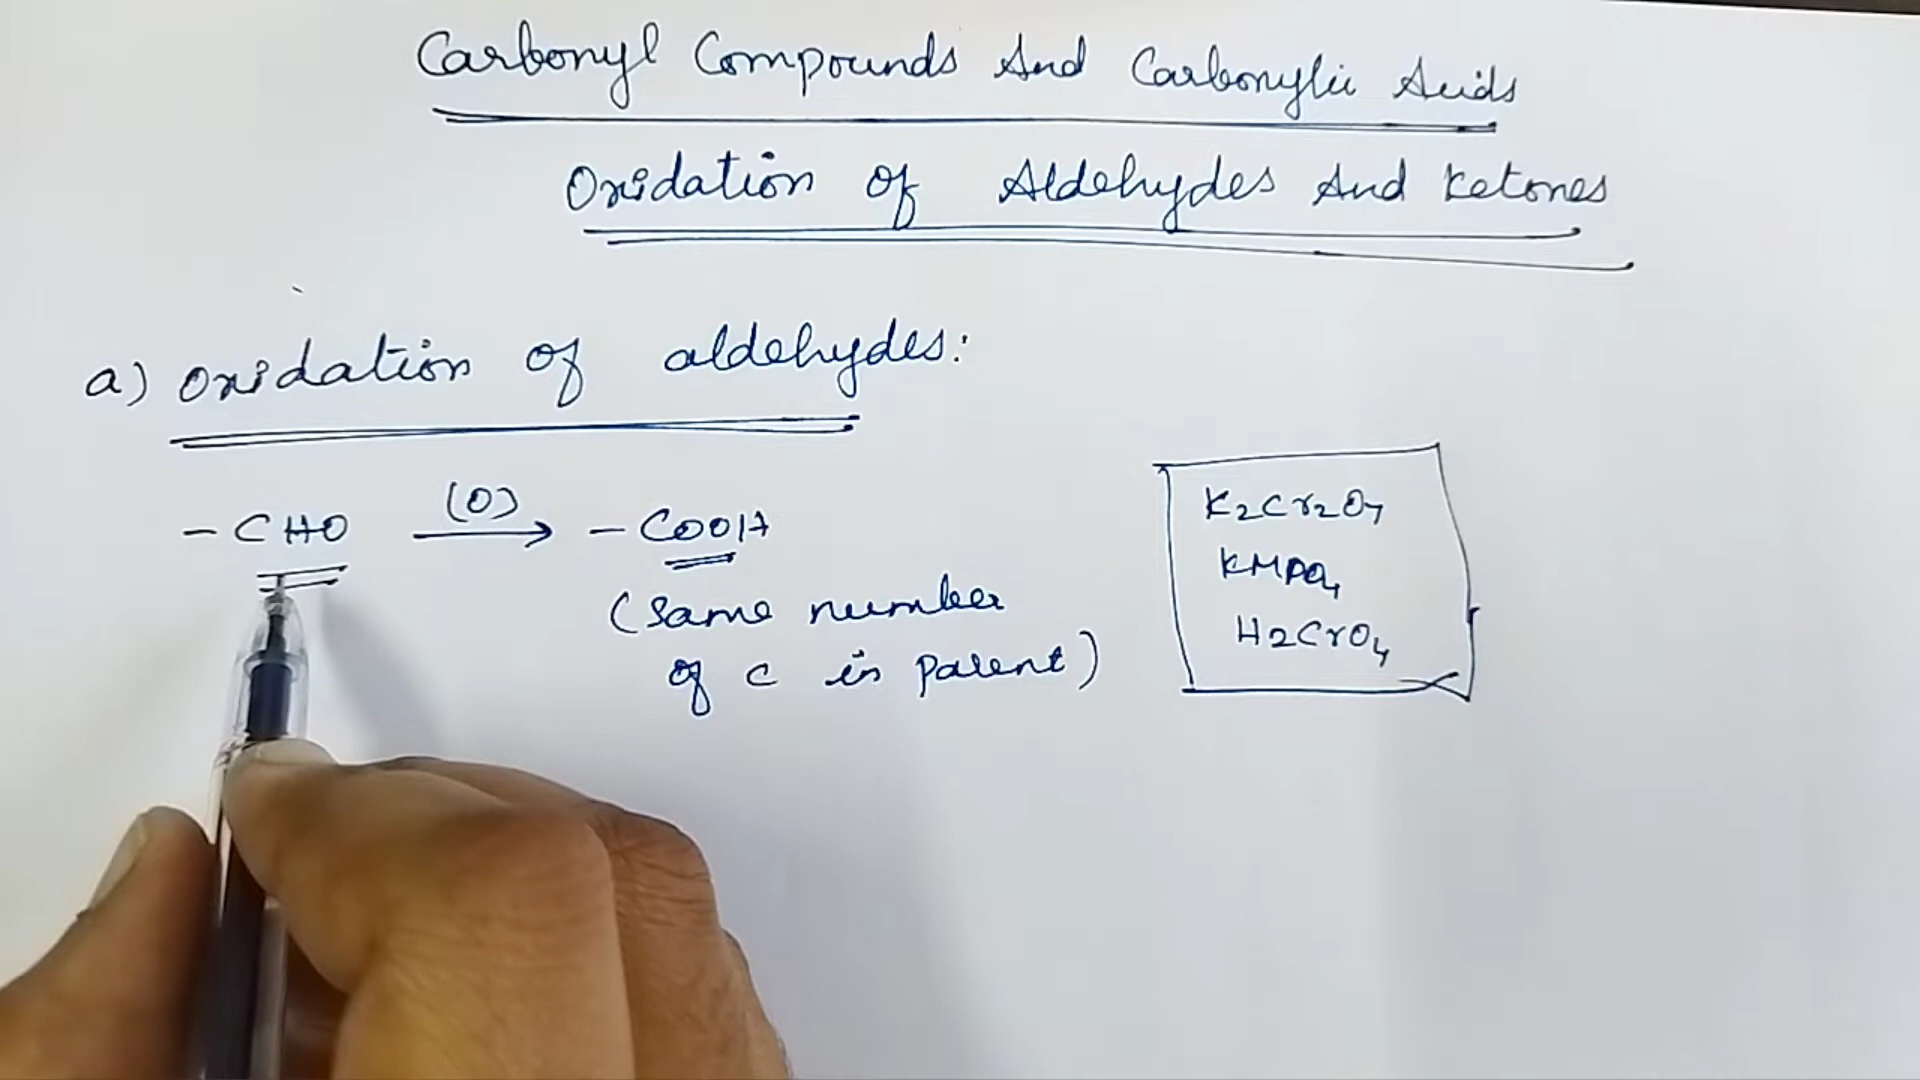 Carbonyl Compounds And Carbonylic Acids
Oxidation of Aldehydes And Ketones
a) oxidation of aldehydes:
- CHO (O) → - COOH
(same number
of c in parent)
K2Cr2O7
KMnO4
H2CrO4